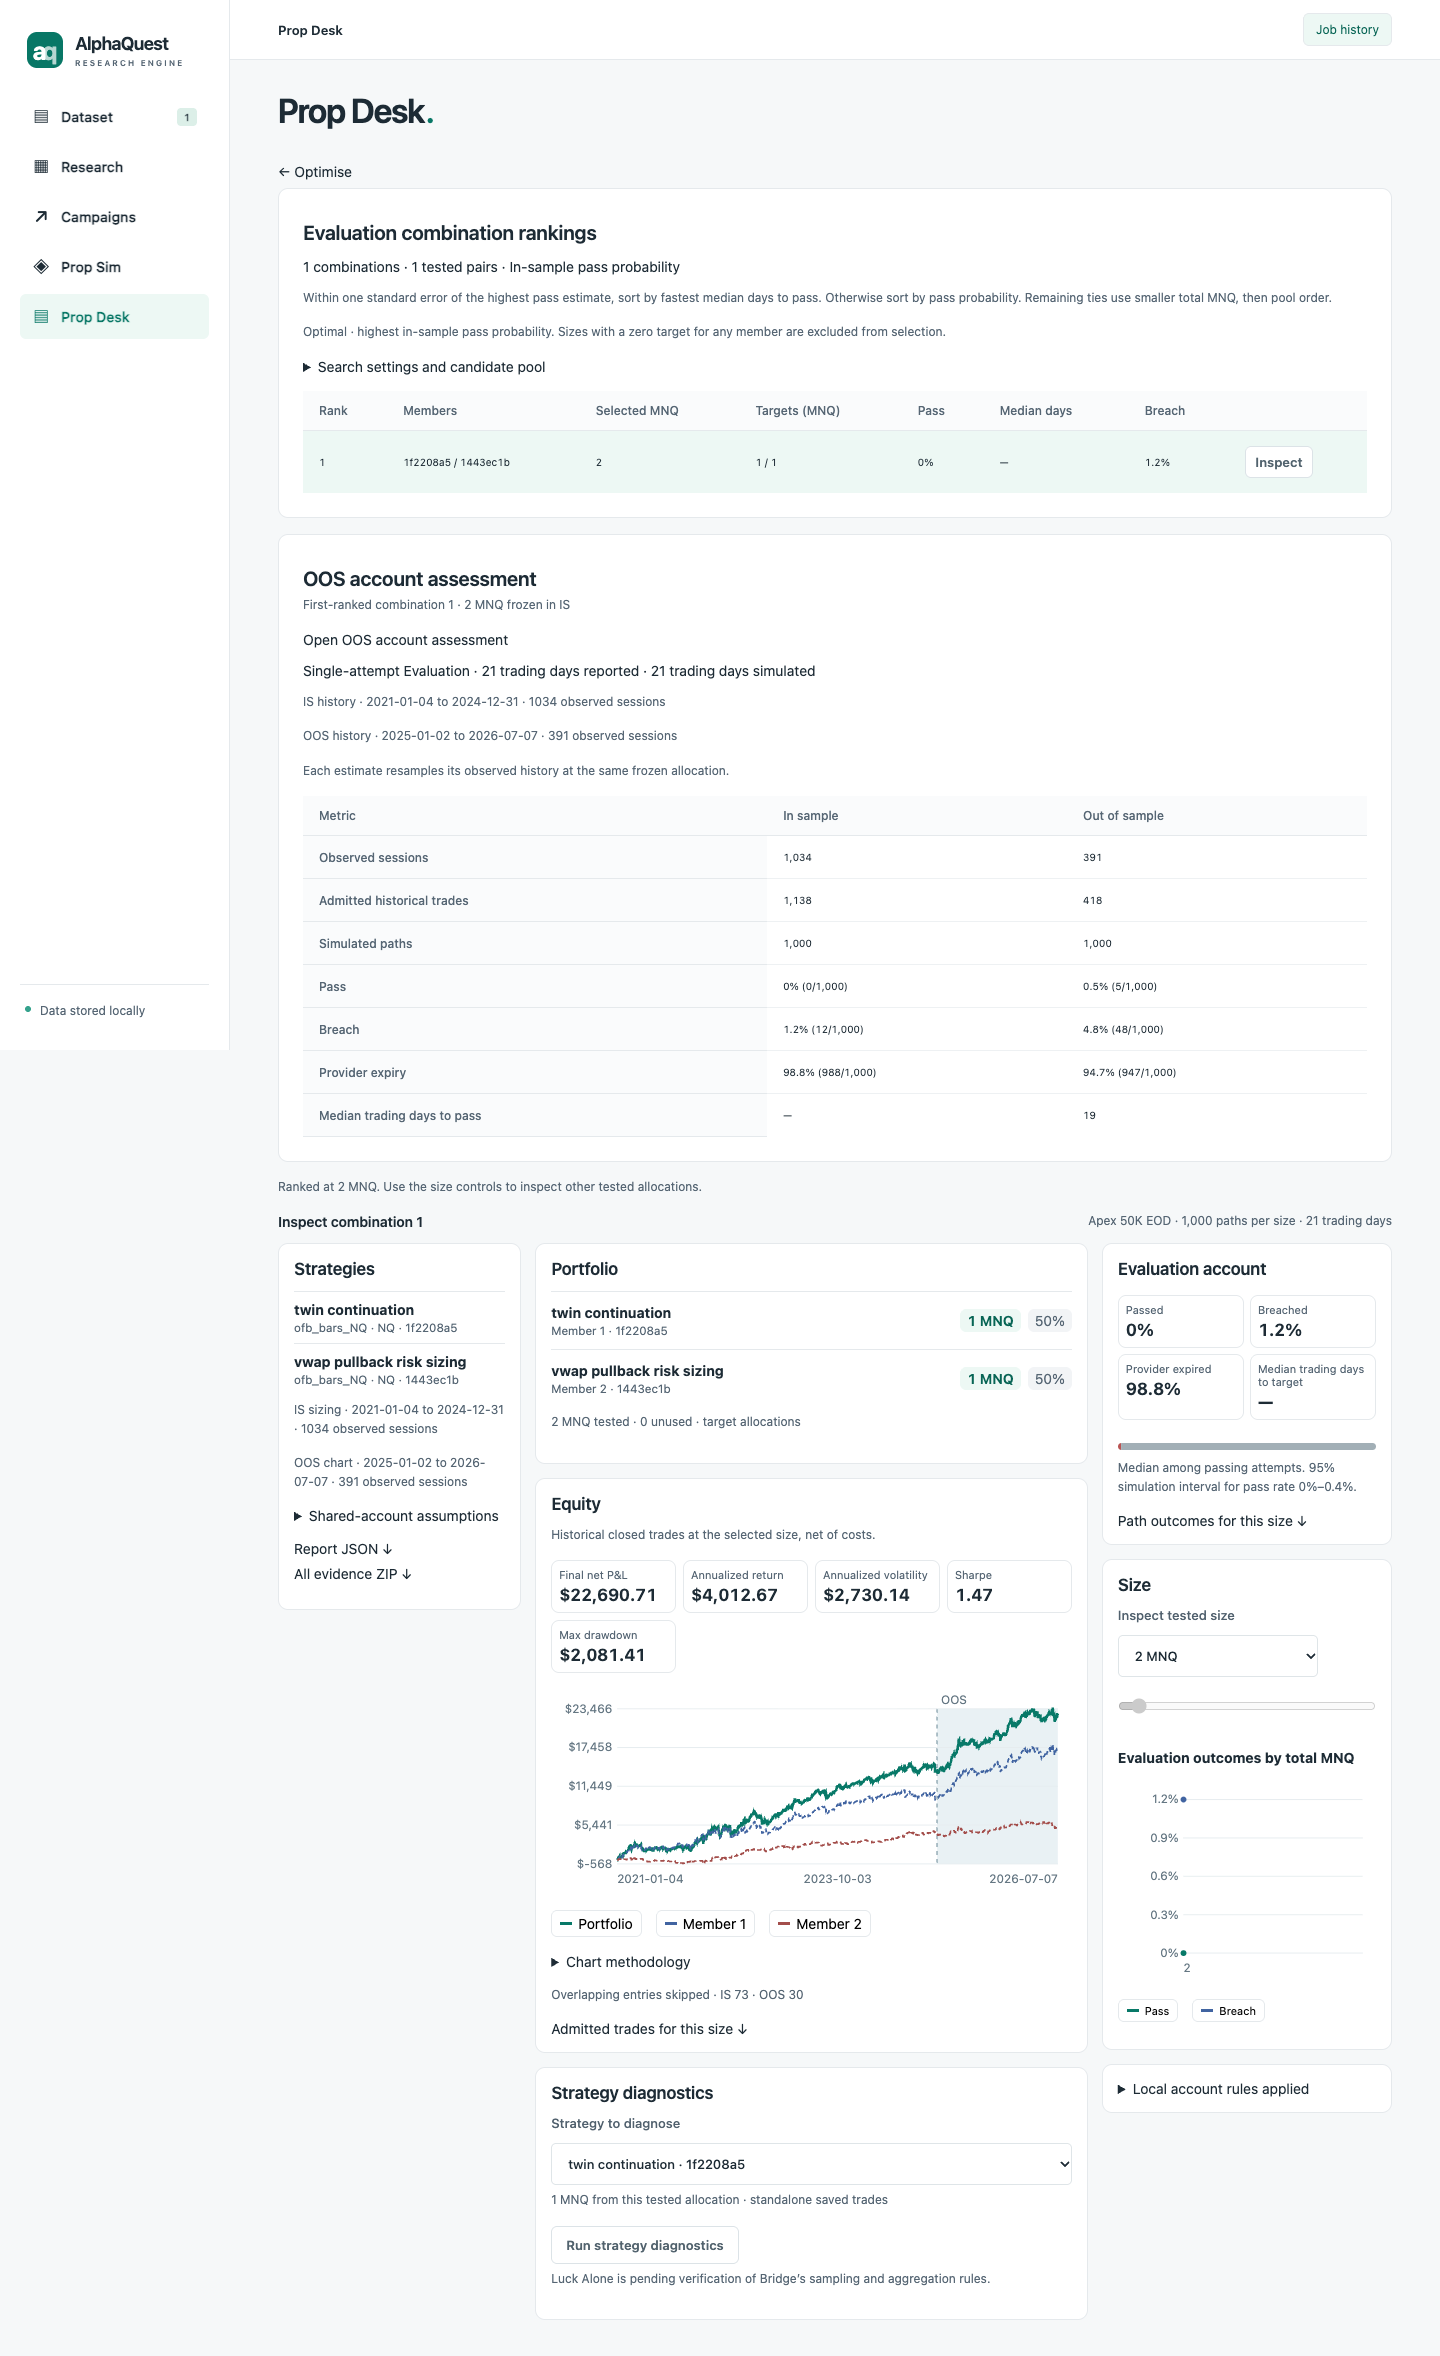 aq
AlphaQuest
RESEARCH ENGINE
Dataset 1
Research
Campaigns
Prop Sim
Prop Desk
Data stored locally
Prop Desk
Job history
Prop Desk.
← Optimise
Evaluation combination rankings
1 combinations · 1 tested pairs · In-sample pass probability
Within one standard error of the highest pass estimate, sort by fastest median days to pass. Otherwise sort by pass probability. Remaining ties use smaller total MNQ, then pool order.
Optimal · highest in-sample pass probability. Sizes with a zero target for any member are excluded from selection.
▶ Search settings and candidate pool
Rank Members Selected MNQ Targets (MNQ) Pass Median days Breach
1 1f2208a5 / 1443ec1b 2 1 / 1 0% — 1.2% Inspect
OOS account assessment
First-ranked combination 1 · 2 MNQ frozen in IS
Open OOS account assessment
Single-attempt Evaluation · 21 trading days reported · 21 trading days simulated
IS history · 2021-01-04 to 2024-12-31 · 1034 observed sessions
OOS history · 2025-01-02 to 2026-07-07 · 391 observed sessions
Each estimate resamples its observed history at the same frozen allocation.
Metric In sample Out of sample
Observed sessions 1,034 391
Admitted historical trades 1,138 418
Simulated paths 1,000 1,000
Pass 0% (0/1,000) 0.5% (5/1,000)
Breach 1.2% (12/1,000) 4.8% (48/1,000)
Provider expiry 98.8% (988/1,000) 94.7% (947/1,000)
Median trading days to pass — 19
Ranked at 2 MNQ. Use the size controls to inspect other tested allocations.
Inspect combination 1
Apex 50K EOD · 1,000 paths per size · 21 trading days
Strategies
twin continuation
ofb_bars_NQ · NQ · 1f2208a5
vwap pullback risk sizing
ofb_bars_NQ · NQ · 1443ec1b
IS sizing · 2021-01-04 to 2024-12-31
· 1034 observed sessions
OOS chart · 2025-01-02 to 2026-
07-07 · 391 observed sessions
▶ Shared-account assumptions
Report JSON ↓
All evidence ZIP ↓
Portfolio
twin continuation
Member 1 · 1f2208a5
1 MNQ 50%
vwap pullback risk sizing
Member 2 · 1443ec1b
1 MNQ 50%
2 MNQ tested · 0 unused · target allocations
Equity
Historical closed trades at the selected size, net of costs.
Final net P&L
$22,690.71
Annualized return
$4,012.67
Annualized volatility
$2,730.14
Sharpe
1.47
Max drawdown
$2,081.41
OOS
$23,466
$17,458
$11,449
$5,441
$-568
2021-01-04 2023-10-03 2026-07-07
Portfolio Member 1 Member 2
▶ Chart methodology
Overlapping entries skipped · IS 73 · OOS 30
Admitted trades for this size ↓
Strategy diagnostics
Strategy to diagnose
twin continuation · 1f2208a5
1 MNQ from this tested allocation · standalone saved trades
Run strategy diagnostics
Luck Alone is pending verification of Bridge's sampling and aggregation rules.
Evaluation account
Passed
0%
Breached
1.2%
Provider expired
98.8%
Median trading days
to target
—
Median among passing attempts. 95%
simulation interval for pass rate 0%–0.4%.
Path outcomes for this size ↓
Size
Inspect tested size
2 MNQ
Evaluation outcomes by total MNQ
1.2%
0.9%
0.6%
0.3%
0%
2
Pass Breach
▶ Local account rules applied